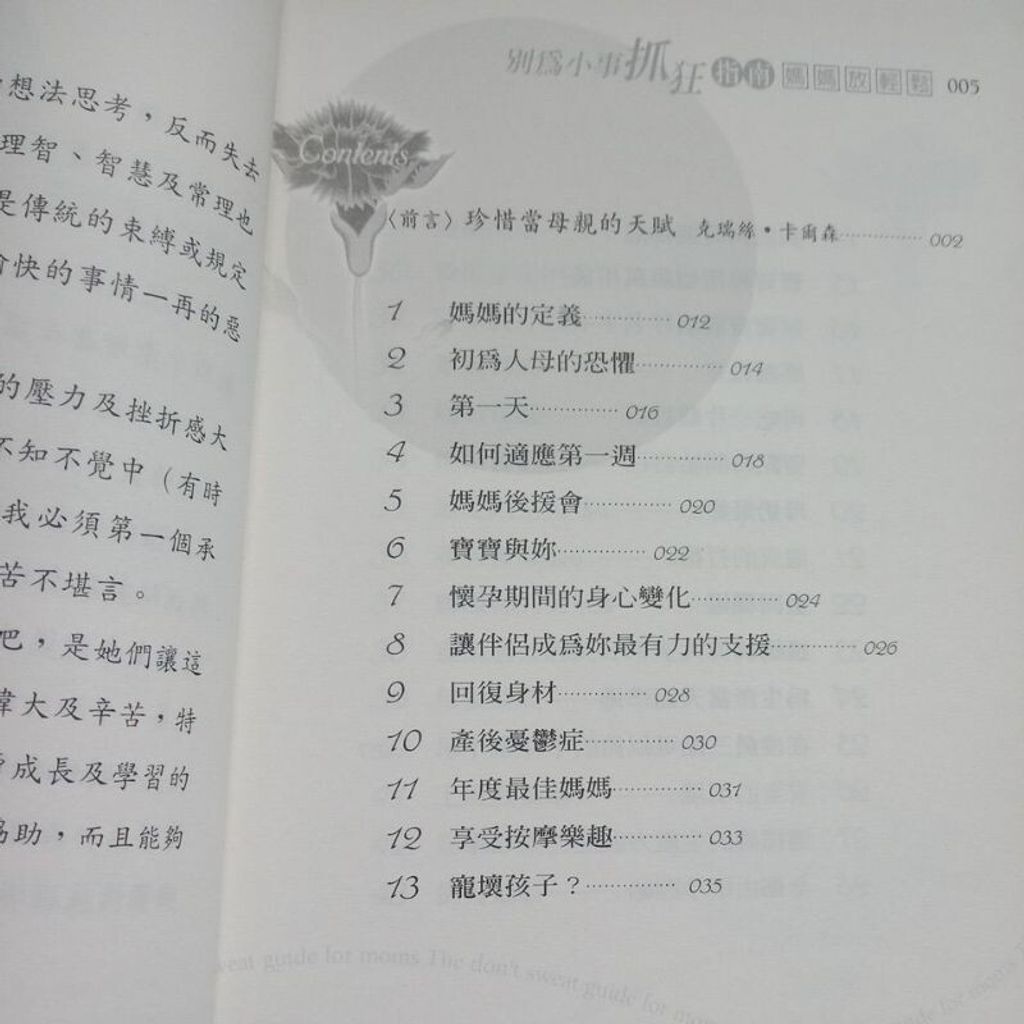 想法思考，反而失去
理智、智慧及常理也
是傳統的束縛或規定
愉快的事情一再的惡
的壓力及挫折感大
不知不覺中（有時
我必須第一個承
苦不堪言。
吧，是她們讓這
偉大及辛苦，特
成長及學習的
協助，而且能夠
別為小事抓狂指南 媽媽放輕鬆 005
Contents
〈前言〉珍惜當母親的天賦 克瑞絲•卡爾森 002
1 媽媽的定義 012
2 初為人母的恐懼 014
3 第一天 016
4 如何適應第一週 018
5 媽媽後援會 020
6 寶寶與妳 022
7 懷孕期間的身心變化 024
8 讓伴侶成為妳最有力的支援 026
9 回復身材 028
10 產後憂鬱症 030
11 年度最佳媽媽 031
12 享受按摩樂趣 033
13 寵壞孩子？ 035
sweat guide for moms The don't sweat guide for moms